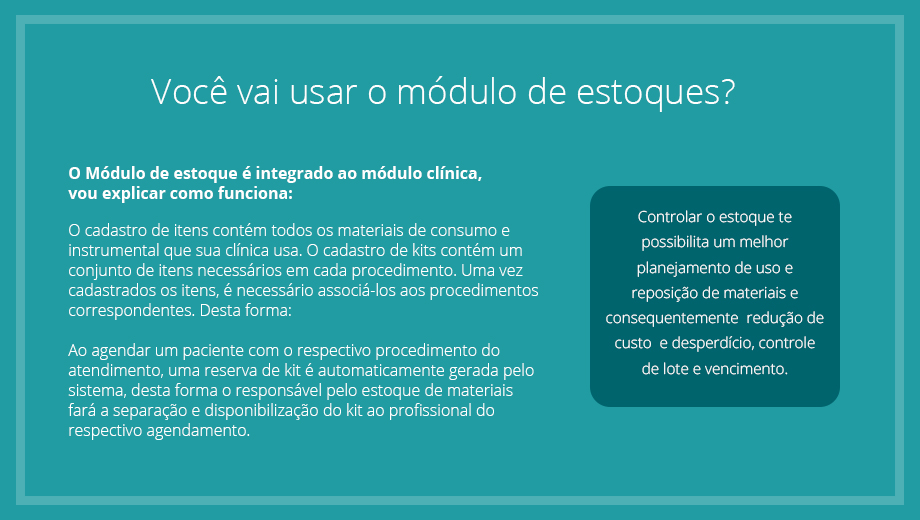 Você vai usar o módulo de estoques?
O Módulo de estoque é integrado ao módulo clínica,
vou explicar como funciona:
O cadastro de itens contém todos os materiais de consumo e
instrumental que sua clínica usa. O cadastro de kits contém um
conjunto de itens necessários em cada procedimento. Uma vez
cadastrados os itens, é necessário associá-los aos procedimentos
correspondentes. Desta forma:
Ao agendar um paciente com o respectivo procedimento do
atendimento, uma reserva de kit é automaticamente gerada pelo
sistema, desta forma o responsável pelo estoque de materiais
fará a separação e disponibilização do kit ao profissional do
respectivo agendamento.
Controlar o estoque te
possibilita um melhor
planejamento de uso e
reposição de materiais e
consequentemente  redução de
custo  e desperdício, controle
de lote e vencimento.